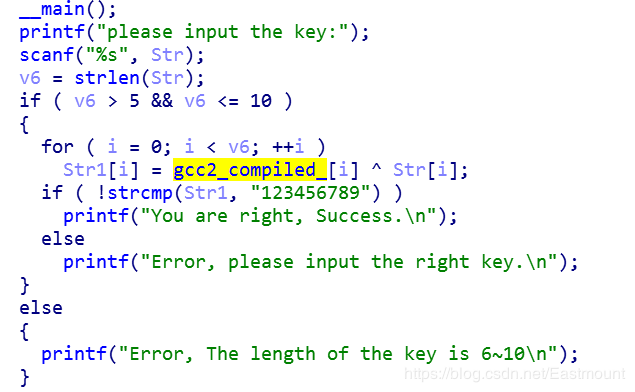 __main();
printf("please input the key:");
scanf("%s", Str);
v6 = strlen(Str);
if ( v6 > 5 && v6 <= 10 )
{
  for ( i = 0; i < v6; ++i )
    Str1[i] = gcc2_compiled_[i] ^ Str[i];
  if ( !strcmp(Str1, "123456789") )
    printf("You are right, Success.\n");
  else
    printf("Error, please input the right key.\n");
}
else
{
  printf("Error, The length of the key is 6~10\n");
}
https://blog.csdn.net/Eastmount